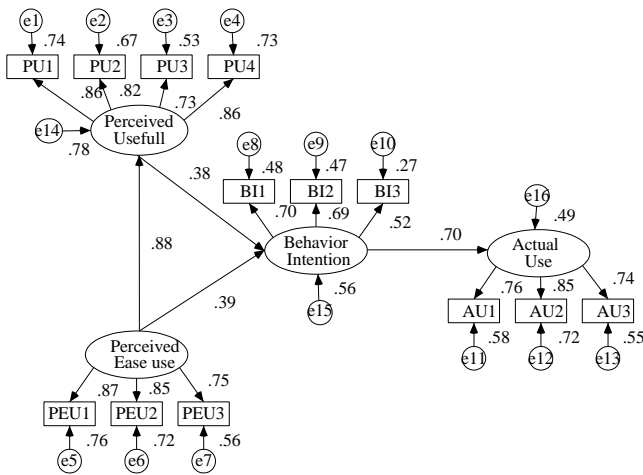 e1 e2 e3 e4
.74 .67 .53 .73
PU1 PU2 PU3 PU4
.86 .82 .73 .86
e14
Perceived
Usefull
.78
e8 e9 e10
.48 .47 .27
BI1 BI2 BI3
.38
.70 .69 .52
e16
.49
Behavior
Intention
.70
Actual
Use
.88
.39
.56
e15
.76 .85 .74
AU1 AU2 AU3
.58 .72 .55
e11 e12 e13
Perceived
Ease use
.87 .85 .75
PEU1 PEU2 PEU3
.76 .72 .56
e5 e6 e7